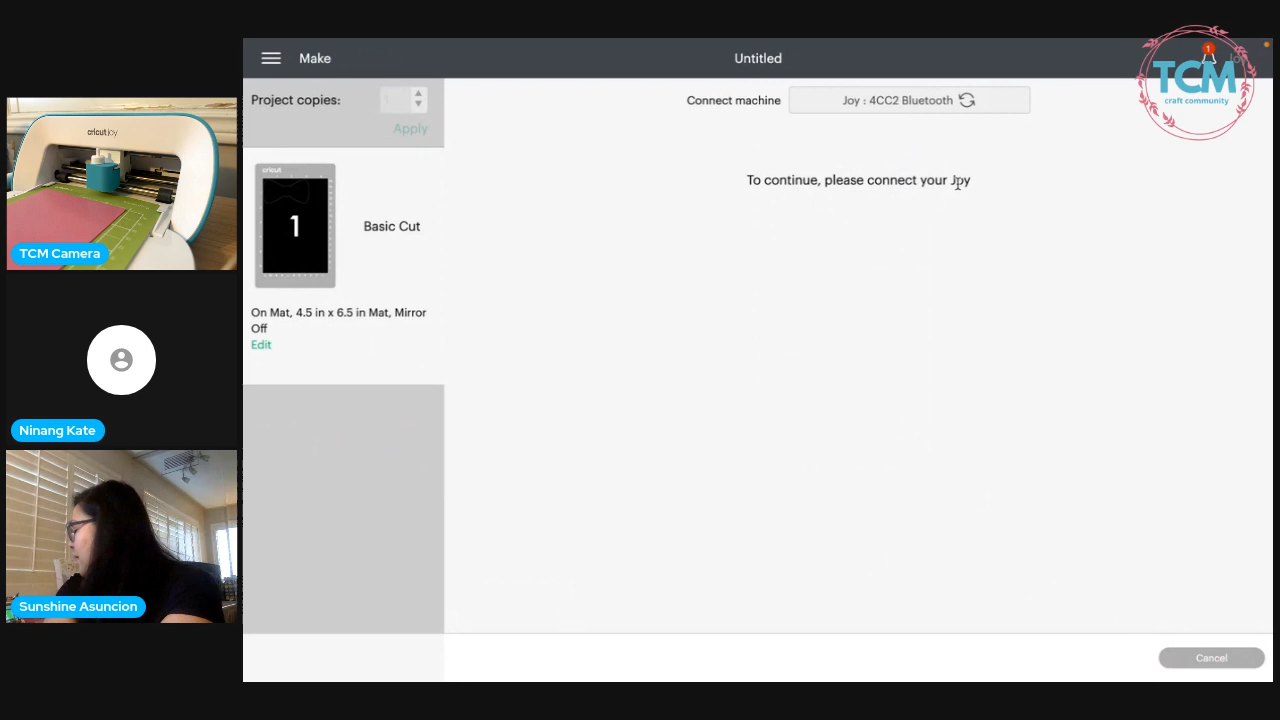 Make
Untitled
1
TCM
craft community
Project copies:
Apply
Connect machine
Joy : 4CC2 Bluetooth
To continue, please connect your Joy
cricut
1
Basic Cut
On Mat, 4.5 in x 6.5 in Mat, Mirror
Off
Edit
Cancel
cricut joy
TCM Camera
Ninang Kate
Sunshine Asuncion